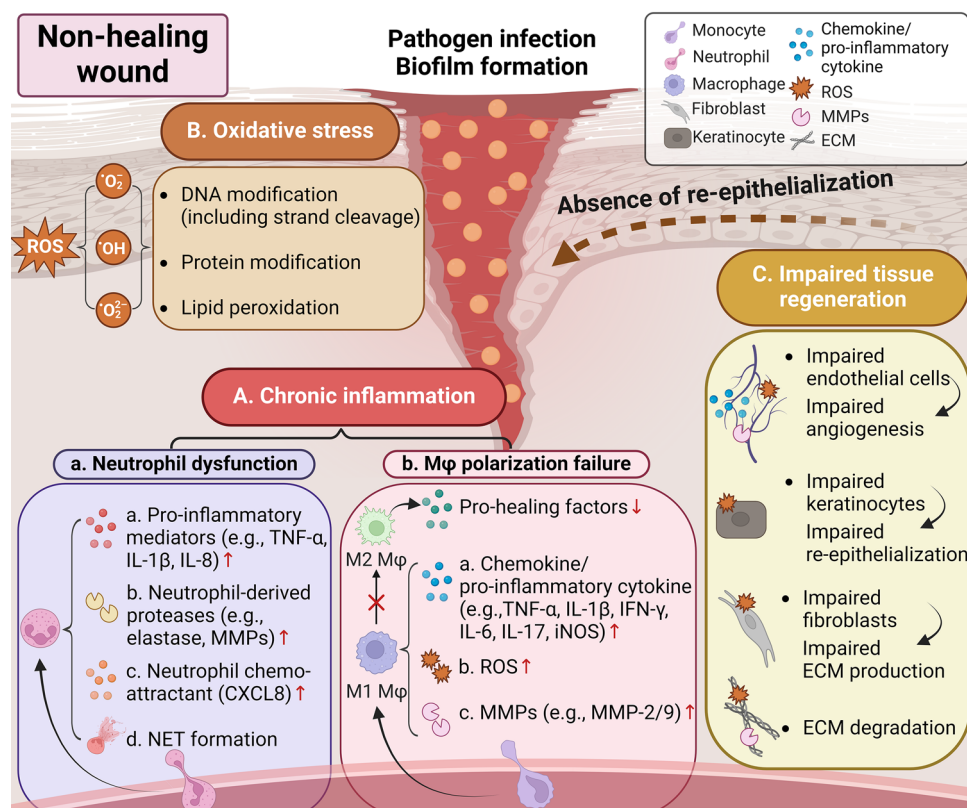 Non-healing
wound
Pathogen infection
Biofilm formation
Monocyte
Neutrophil
Macrophage
Fibroblast
Keratinocyte
Chemokine/
pro-inflammatory
cytokine
ROS
MMPs
ECM
B. Oxidative stress
ROS
•O₂⁻
•OH
•O₂²⁻
• DNA modification
(including strand cleavage)
• Protein modification
• Lipid peroxidation
Absence of re-epithelialization
C. Impaired tissue
regeneration
• Impaired
endothelial cells
Impaired
angiogenesis
• Impaired
keratinocytes
Impaired
re-epithelialization
• Impaired
fibroblasts
Impaired
ECM production
• ECM degradation
A. Chronic inflammation
a. Neutrophil dysfunction
a. Pro-inflammatory
mediators (e.g., TNF-α,
IL-1β, IL-8) ↑
b. Neutrophil-derived
proteases (e.g.,
elastase, MMPs) ↑
c. Neutrophil chemo-
attractant (CXCL8) ↑
d. NET formation
b. Mφ polarization failure
Pro-healing factors ↓
M2 Mφ
M1 Mφ
a. Chemokine/
pro-inflammatory cytokine
(e.g.,TNF-α, IL-1β, IFN-γ,
IL-6, IL-17, iNOS) ↑
b. ROS ↑
c. MMPs (e.g., MMP-2/9) ↑